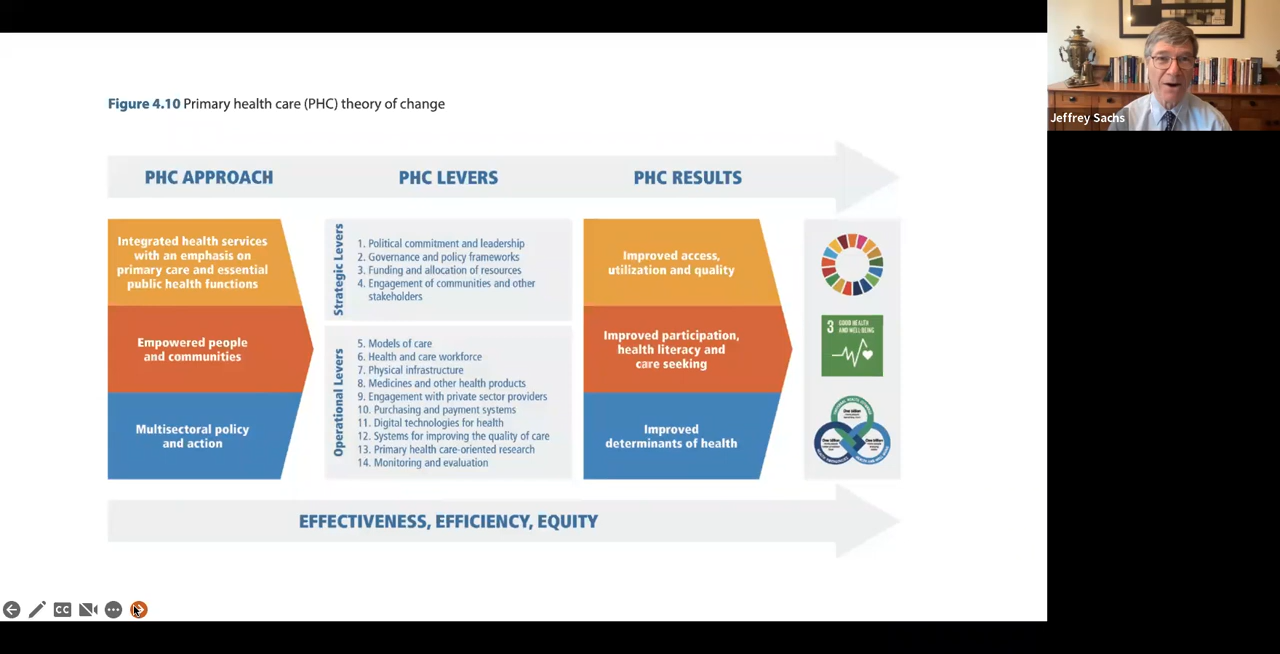 Jeffrey Sachs
Figure 4.10 Primary health care (PHC) theory of change
PHC APPROACH
PHC LEVERS
PHC RESULTS
Integrated health services
with an emphasis on
primary care and essential
public health functions
Empowered people
and communities
Multisectoral policy
and action
Strategic Levers
1. Political commitment and leadership
2. Governance and policy frameworks
3. Funding and allocation of resources
4. Engagement of communities and other
stakeholders
Operational Levers
5. Models of care
6. Health and care workforce
7. Physical infrastructure
8. Medicines and other health products
9. Engagement with private sector providers
10. Purchasing and payment systems
11. Digital technologies for health
12. Systems for improving the quality of care
13. Primary health care-oriented research
14. Monitoring and evaluation
Improved access,
utilization and quality
Improved participation,
health literacy and
care seeking
Improved
determinants of health
3 GOOD HEALTH
AND WELL-BEING
One billion
One billion
One billion
EFFECTIVENESS, EFFICIENCY, EQUITY
CC